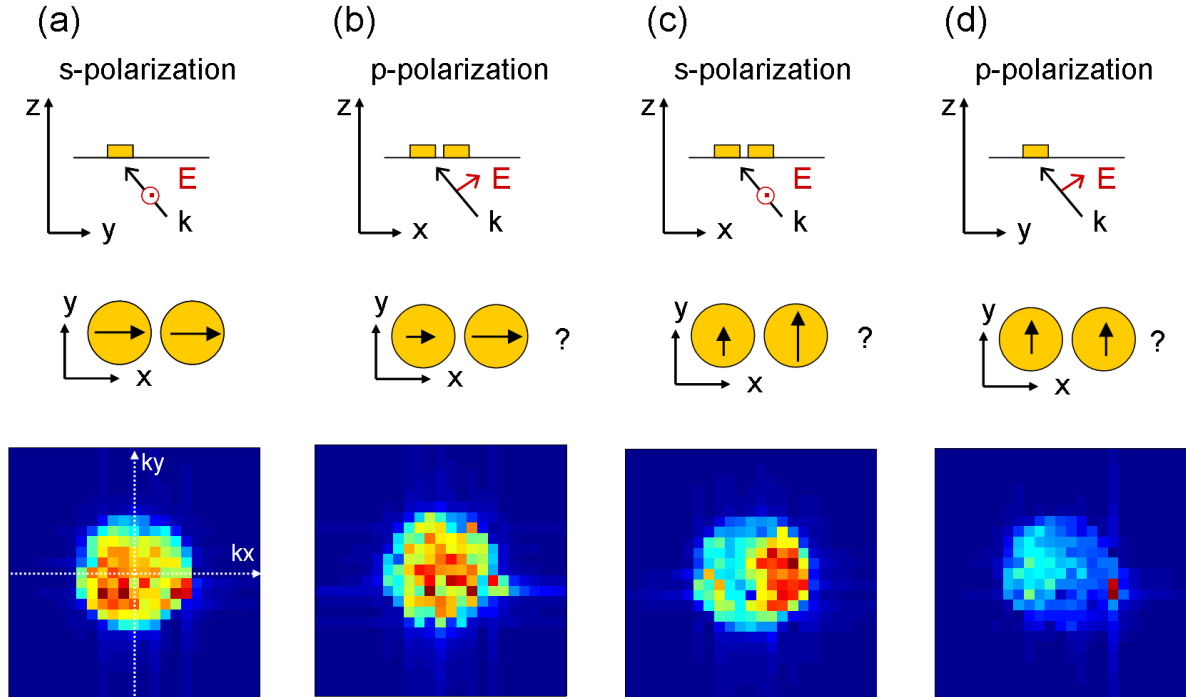 (a)
s-polarization
z
E
k
y
y
x
ky
kx
(b)
p-polarization
z
E
k
x
y
?
x
(c)
s-polarization
z
E
k
x
y
?
x
(d)
p-polarization
z
E
k
y
y
?
x